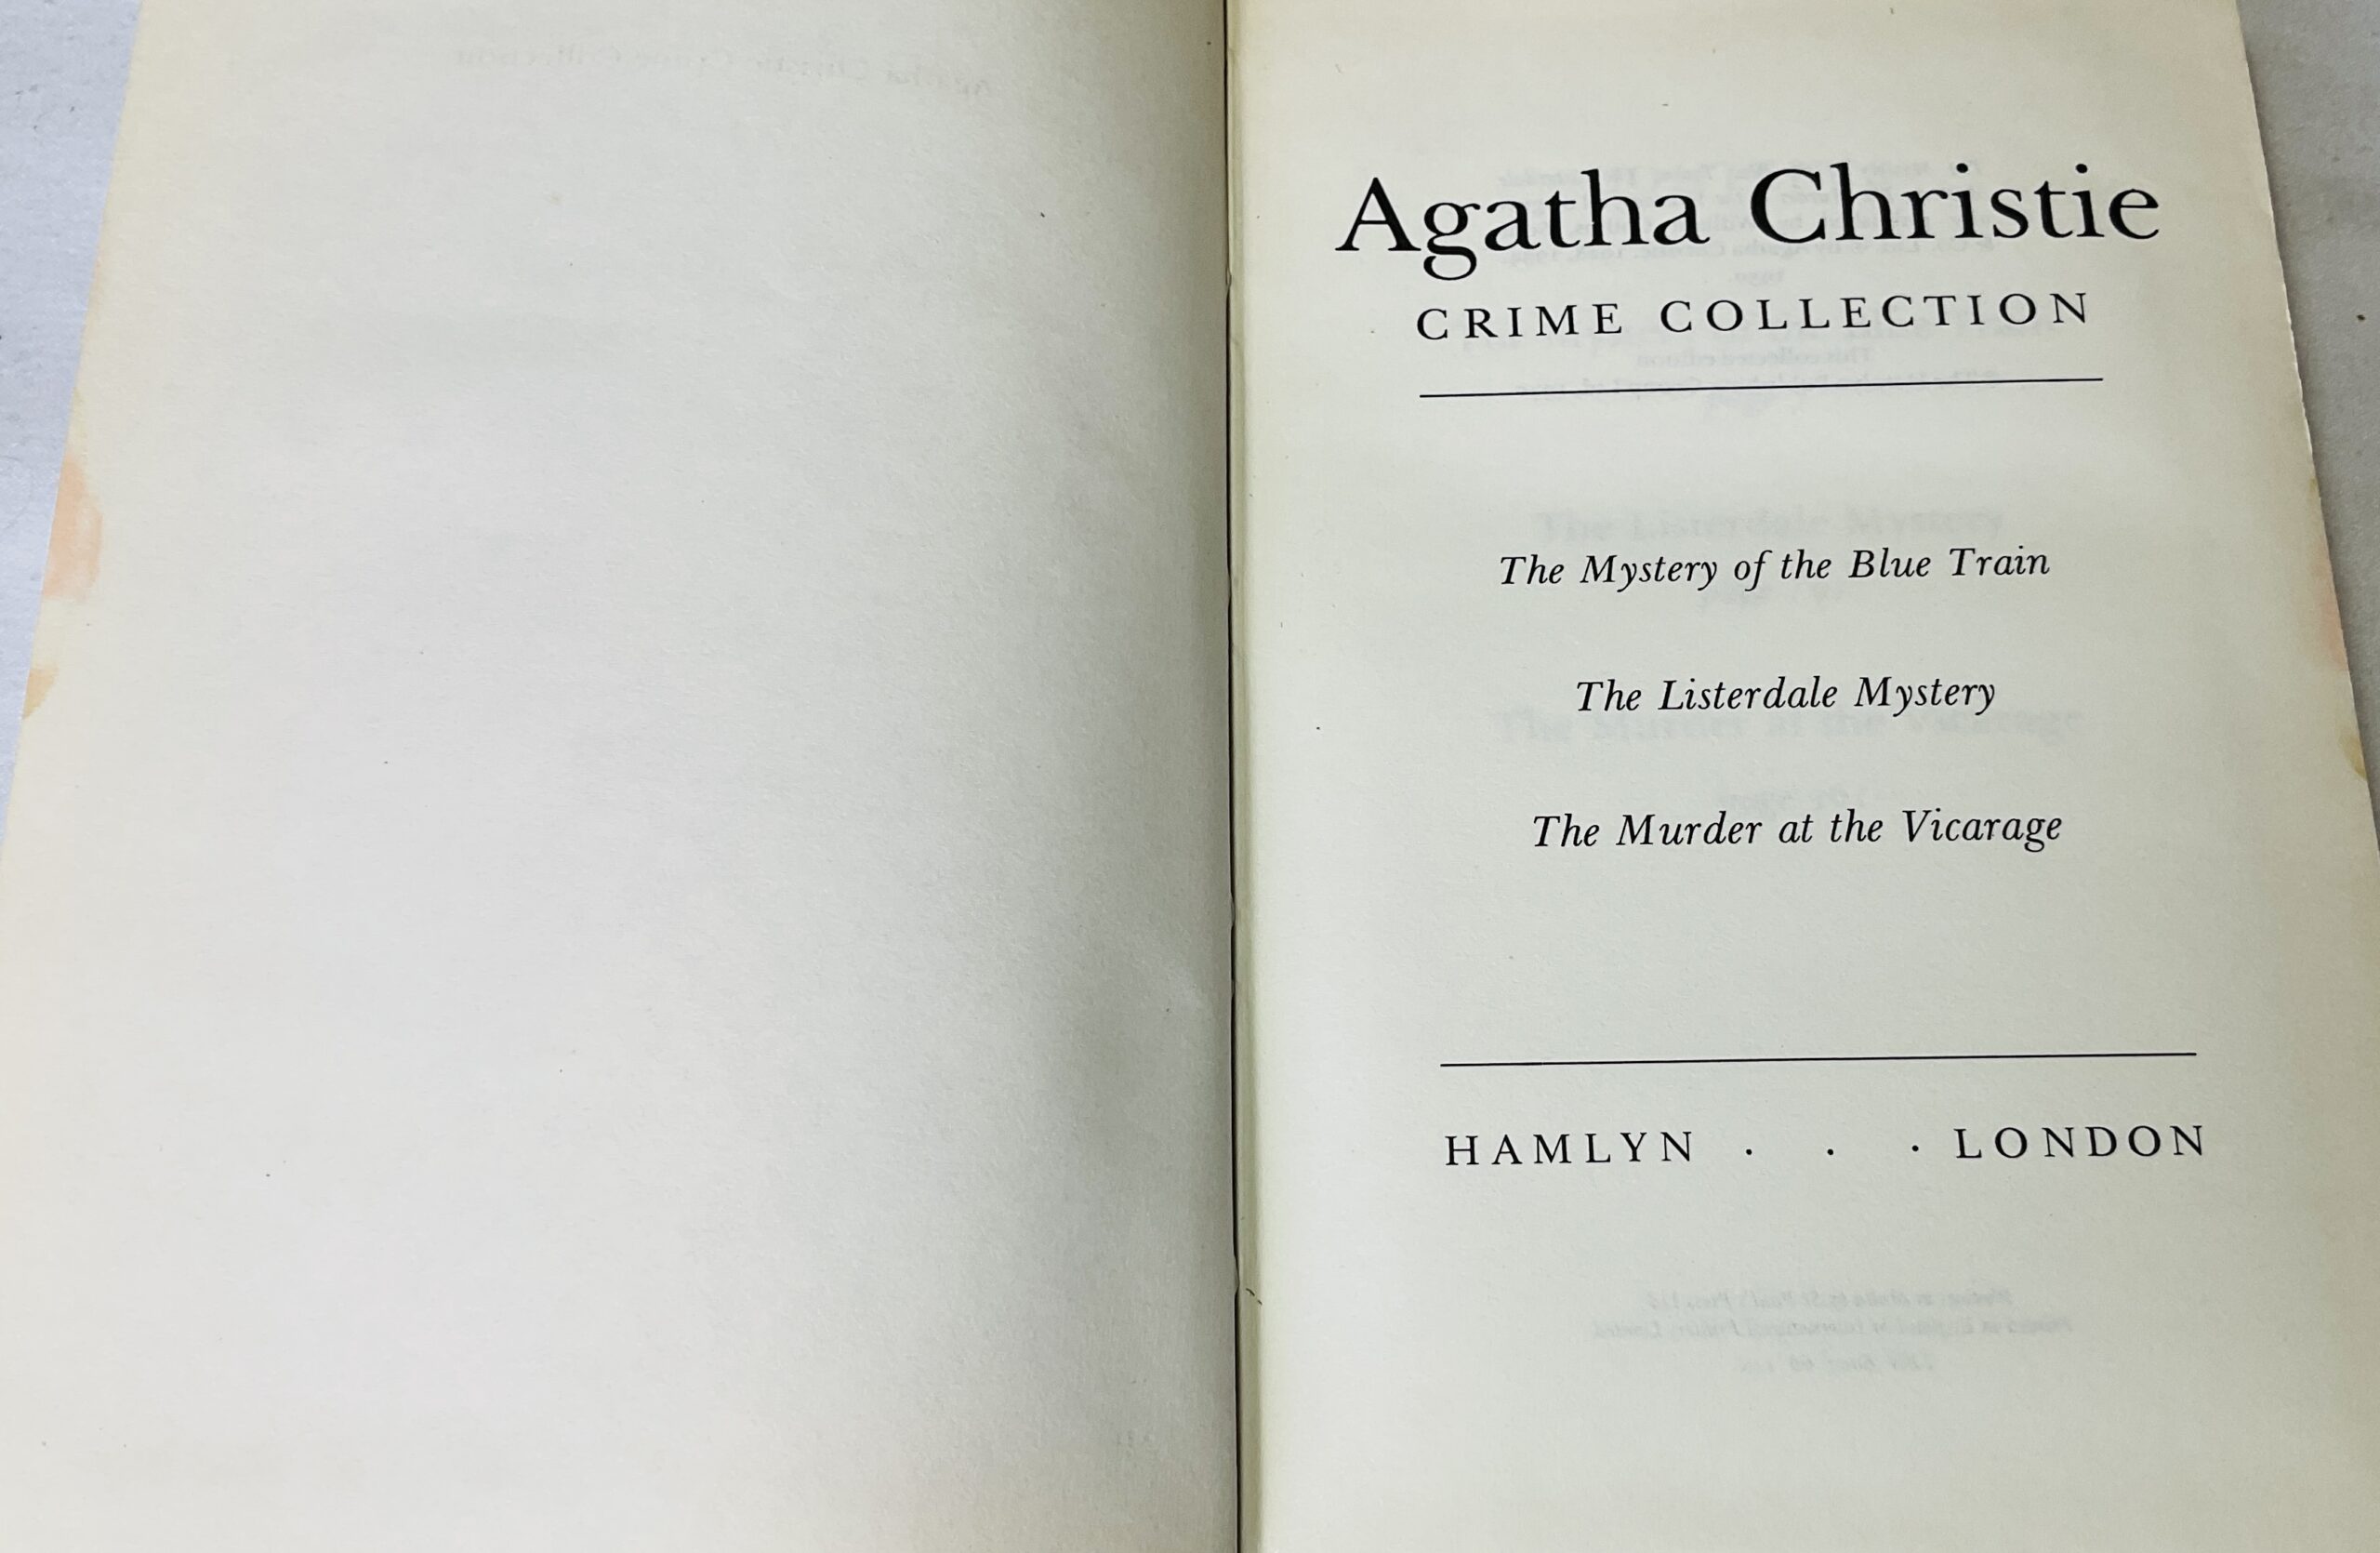 Agatha Christie
CRIME COLLECTION
The Mystery of the Blue Train
The Listerdale Mystery
The Murder at the Vicarage
HAMLYN . . . LONDON